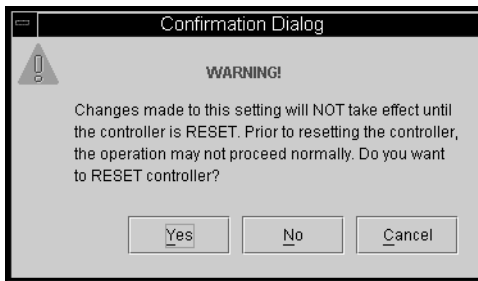 Confirmation Dialog
WARNING!
Changes made to this setting will NOT take effect until
the controller is RESET. Prior to resetting the controller,
the operation may not proceed normally. Do you want
to RESET controller?
Yes No Cancel